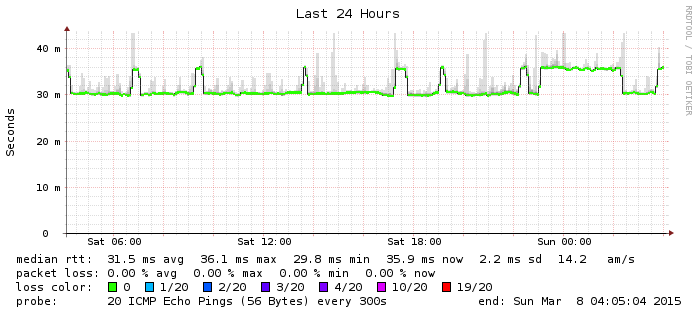 Last 24 Hours
RRDTOOL / TOBI OETIKER
Seconds
40 m
30 m
20 m
10 m
0
Sat 06:00 Sat 12:00 Sat 18:00 Sun 00:00
median rtt: 31.5 ms avg 36.1 ms max 29.8 ms min 35.9 ms now 2.2 ms sd 14.2 am/s
packet loss: 0.00 % avg 0.00 % max 0.00 % min 0.00 % now
loss color: 0 1/20 2/20 3/20 4/20 10/20 19/20
probe: 20 ICMP Echo Pings (56 Bytes) every 300s end: Sun Mar 8 04:05:04 2015